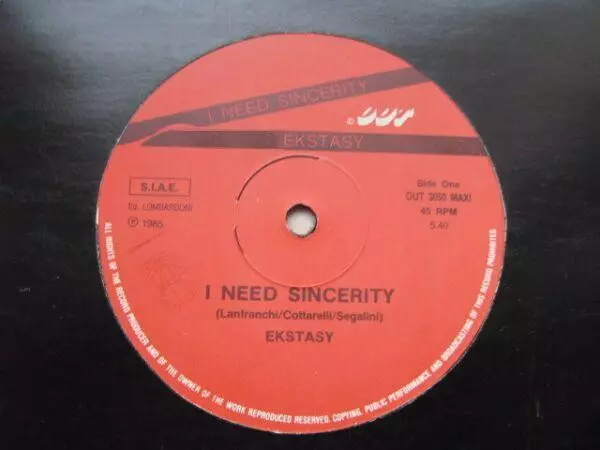 I NEED SINCERITY
© OUT
EKSTASY
S.I.A.E.
Ed. LOMBARDONI
℗ 1985
Side One
OUT 3050 MAXI
45 RPM
5.40
I NEED SINCERITY
(Lanfranchi/Cottarelli/Segalini)
EKSTASY
ALL RIGHTS OF THE RECORD PRODUCER AND OF THE OWNER OF THE WORK REPRODUCED RESERVED. COPYING, PUBLIC PERFORMANCE AND BROADCASTING OF THIS RECORD PROHIBITED